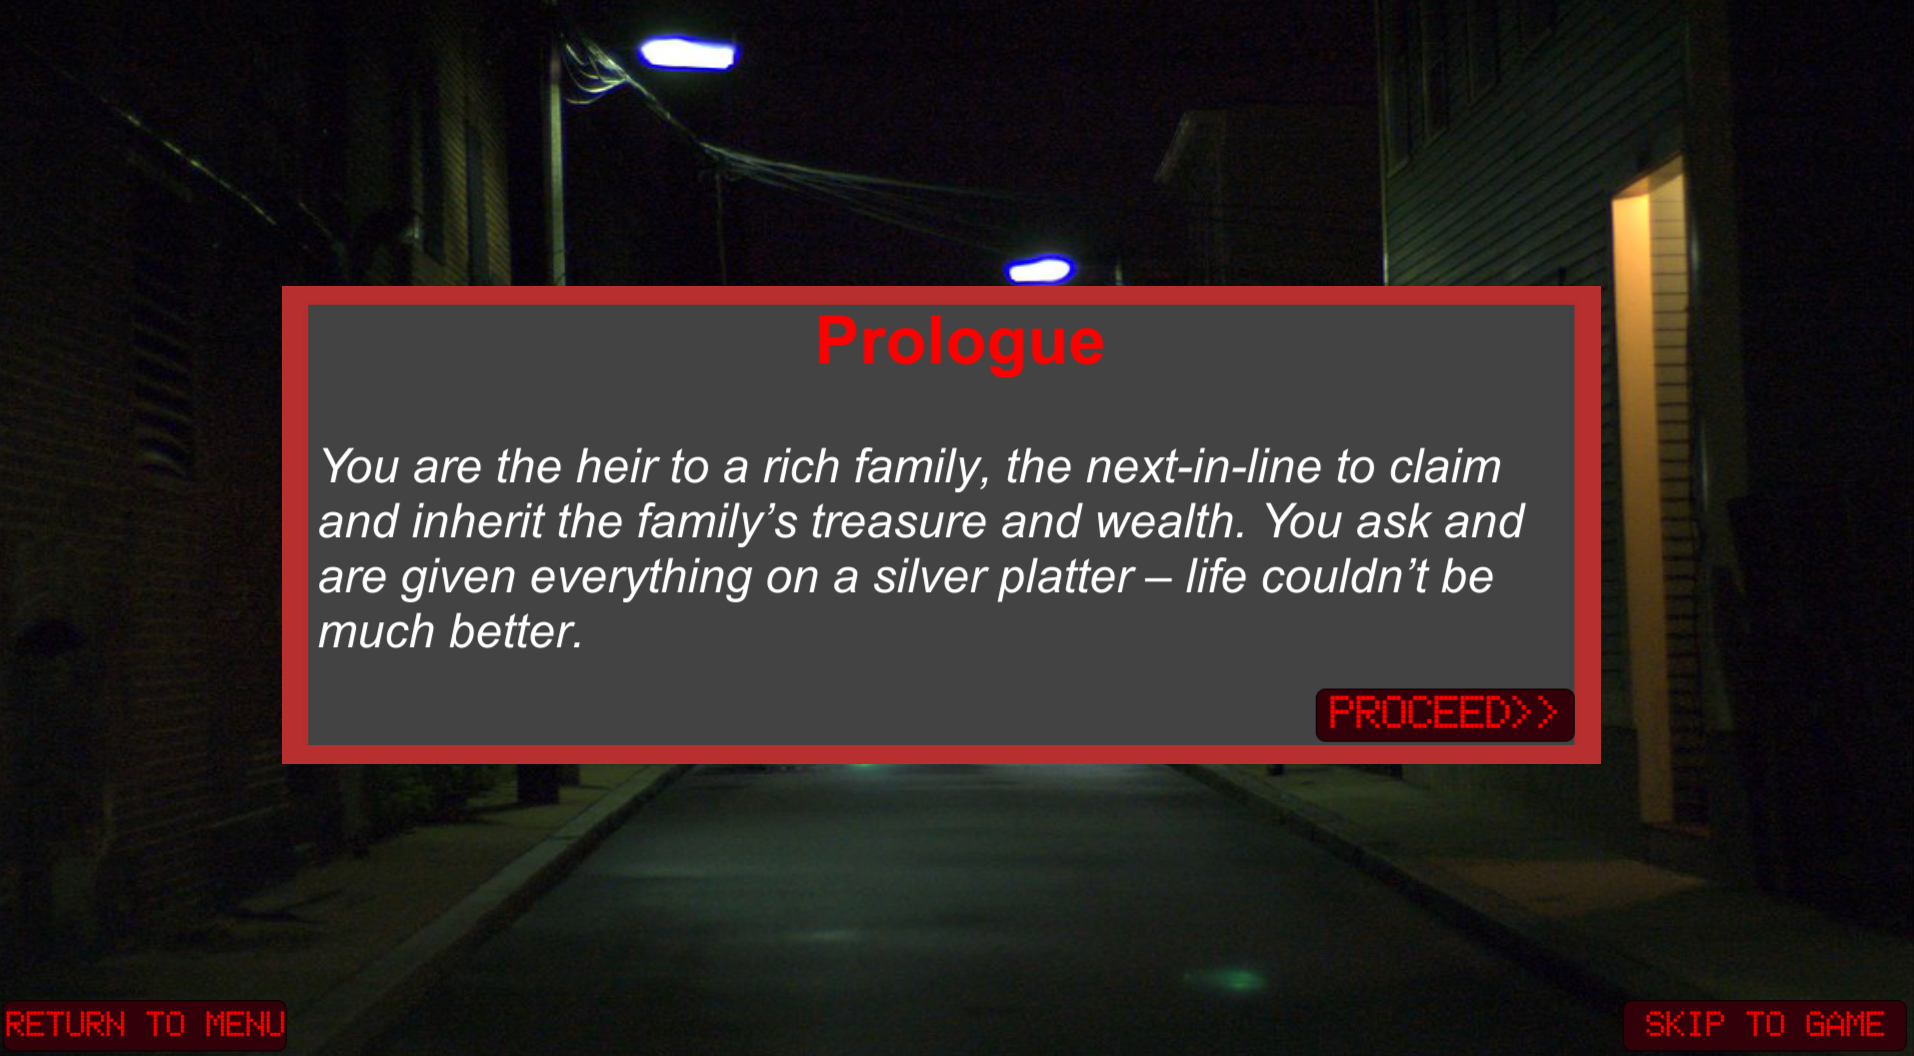 Prologue
You are the heir to a rich family, the next-in-line to claim
and inherit the family’s treasure and wealth. You ask and
are given everything on a silver platter – life couldn’t be
much better.
PROCEED>>
RETURN TO MENU
SKIP TO GAME